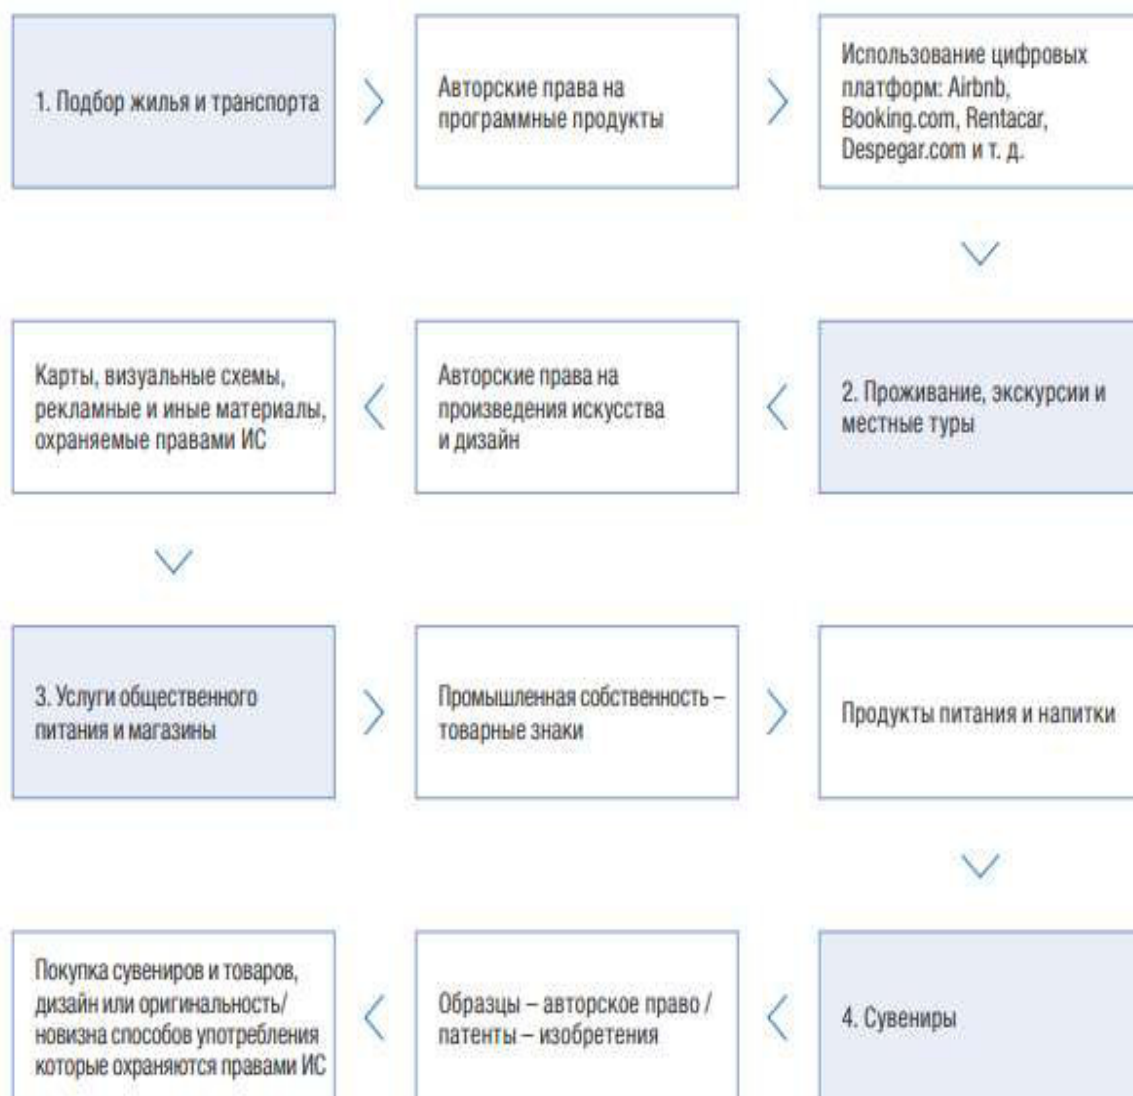 1. Подбор жилья и транспорта
Авторские права на
программные продукты
Использование цифровых
платформ: Airbnb,
Booking.com, Rentacar,
Despegar.com и т. д.
2. Проживание, экскурсии и
местные туры
Авторские права на
произведения искусства
и дизайн
Карты, визуальные схемы,
рекламные и иные материалы,
охраняемые правами ИС
3. Услуги общественного
питания и магазины
Промышленная собственность –
товарные знаки
Продукты питания и напитки
4. Сувениры
Образцы – авторское право /
патенты – изобретения
Покупка сувениров и товаров,
дизайн или оригинальность/
новизна способов употребления
которые охраняются правами ИС